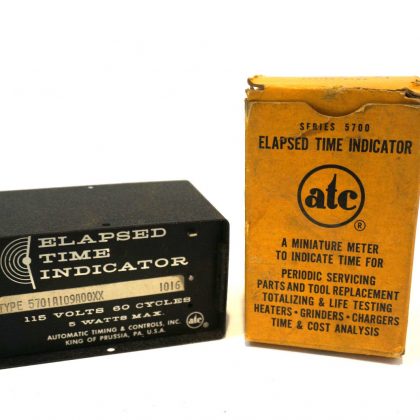 ELAPSED
TIME
INDICATOR
TYPE 5701A109A00XX 1016
115 VOLTS 60 CYCLES
5 WATTS MAX.
AUTOMATIC TIMING & CONTROLS, INC.
KING OF PRUSSIA, PA. U.S.A.
atc
®
SERIES 5700
ELAPSED TIME INDICATOR
atc
®
A MINIATURE METER
TO INDICATE TIME FOR
PERIODIC SERVICING
PARTS AND TOOL REPLACEMENT
TOTALIZING & LIFE TESTING
HEATERS • GRINDERS • CHARGERS
TIME & COST ANALYSIS